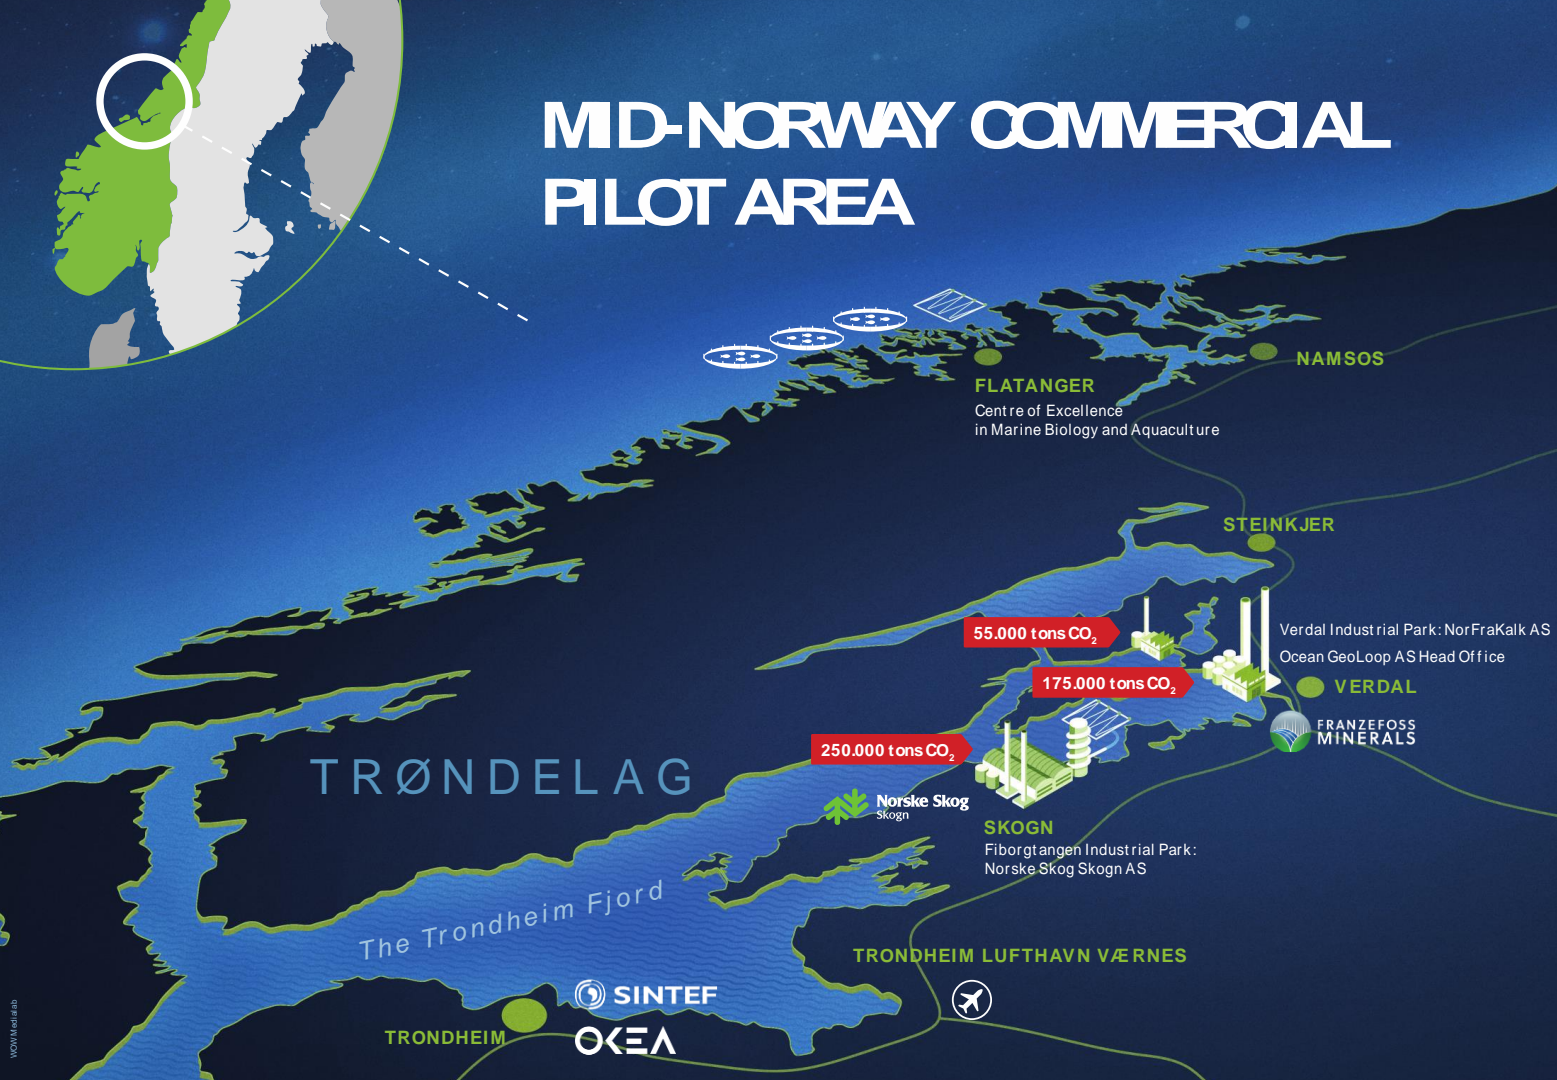 MID-NORWAY COMMERCIAL
PILOT AREA
NAMSOS
FLATANGER
Centre of Excellence
in Marine Biology and Aquaculture
STEINKJER
55.000 tons CO2
Verdal Industrial Park: NorFraKalk AS
Ocean GeoLoop AS Head Office
175.000 tons CO2
VERDAL
FRANZEFOSS
MINERALS
250.000 tons CO2
TRØNDELAG
Norske Skog
Skogn
SKOGN
Fiborgtangen Industrial Park:
Norske Skog Skogn AS
The Trondheim Fjord
TRONDHEIM LUFTHAVN VÆRNES
SINTEF
TRONDHEIM
OKEA
WOW Medialab